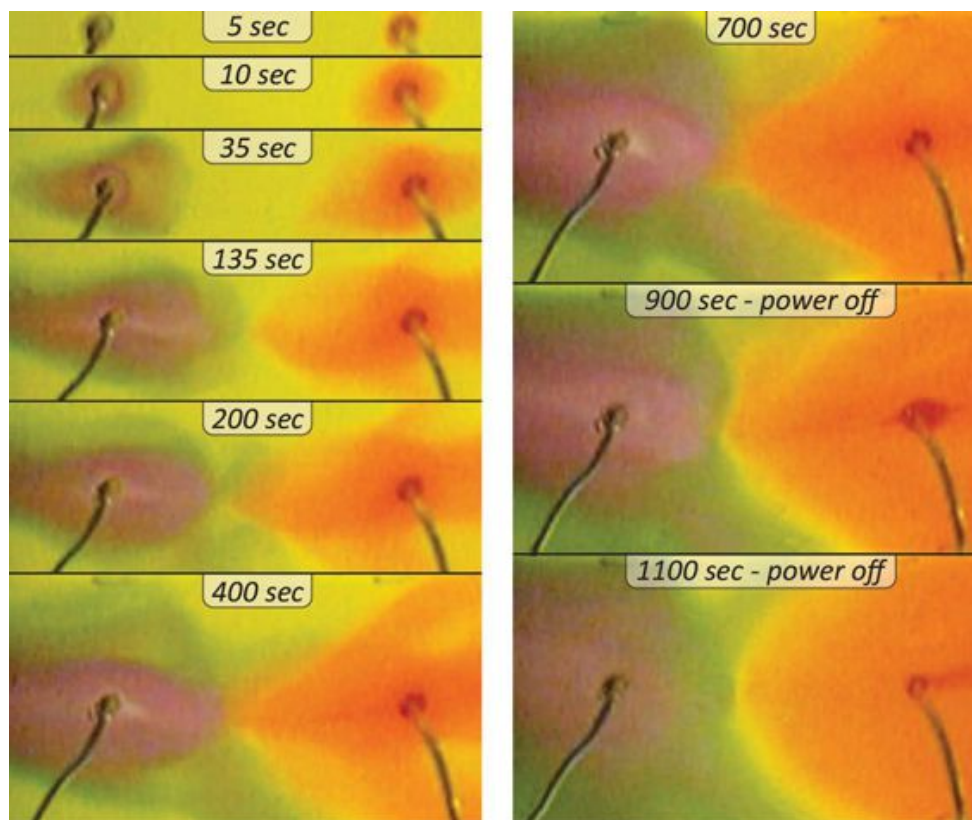 5 sec
10 sec
35 sec
135 sec
200 sec
400 sec
700 sec
900 sec - power off
1100 sec - power off